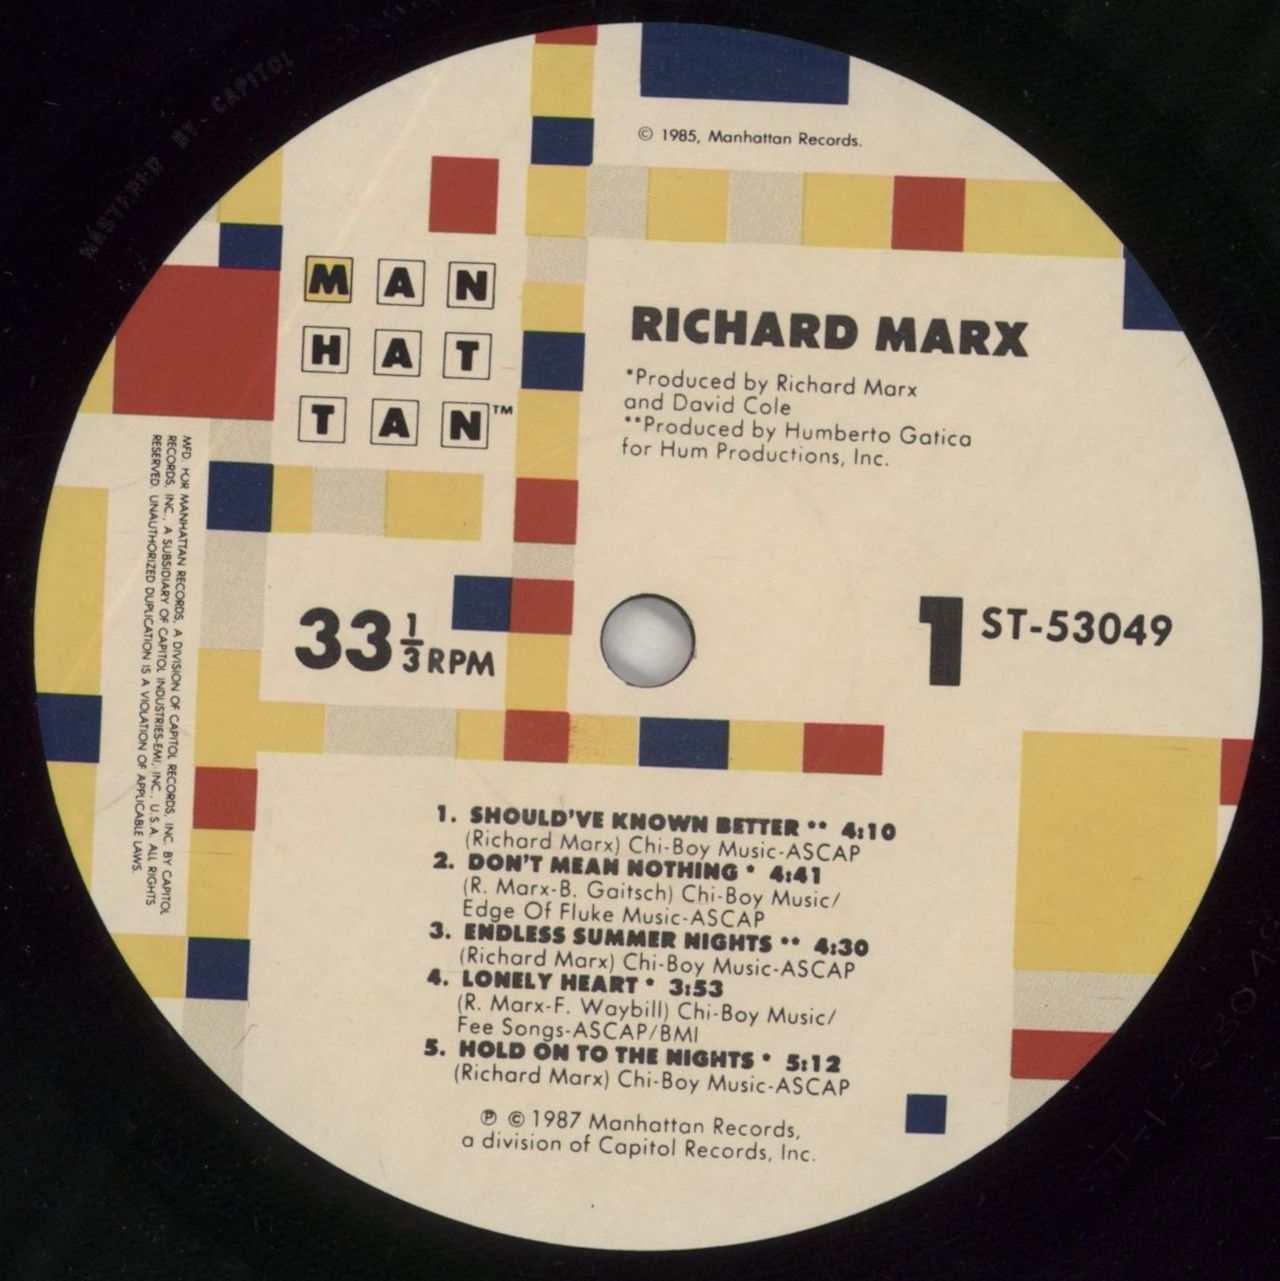 MASTERED BY CAPITOL
© 1985, Manhattan Records.
M A N
H A T
T A N™
RICHARD MARX
*Produced by Richard Marx
and David Cole
**Produced by Humberto Gatica
for Hum Productions, Inc.
MFD. FOR MANHATTAN RECORDS, A DIVISION OF CAPITOL RECORDS, INC. BY CAPITOL
RECORDS, INC., A SUBSIDIARY OF CAPITOL INDUSTRIES-EMI, INC., U.S.A. ALL RIGHTS
RESERVED. UNAUTHORIZED DUPLICATION IS A VIOLATION OF APPLICABLE LAWS.
33 1/3 RPM
1 ST-53049
1. SHOULD'VE KNOWN BETTER ** 4:10
(Richard Marx) Chi-Boy Music-ASCAP
2. DON'T MEAN NOTHING * 4:41
(R. Marx-B. Gaitsch) Chi-Boy Music/
Edge Of Fluke Music-ASCAP
3. ENDLESS SUMMER NIGHTS ** 4:30
(Richard Marx) Chi-Boy Music-ASCAP
4. LONELY HEART * 3:53
(R. Marx-F. Waybill) Chi-Boy Music/
Fee Songs-ASCAP/BMI
5. HOLD ON TO THE NIGHTS * 5:12
(Richard Marx) Chi-Boy Music-ASCAP
℗ © 1987 Manhattan Records,
a division of Capitol Records, Inc.